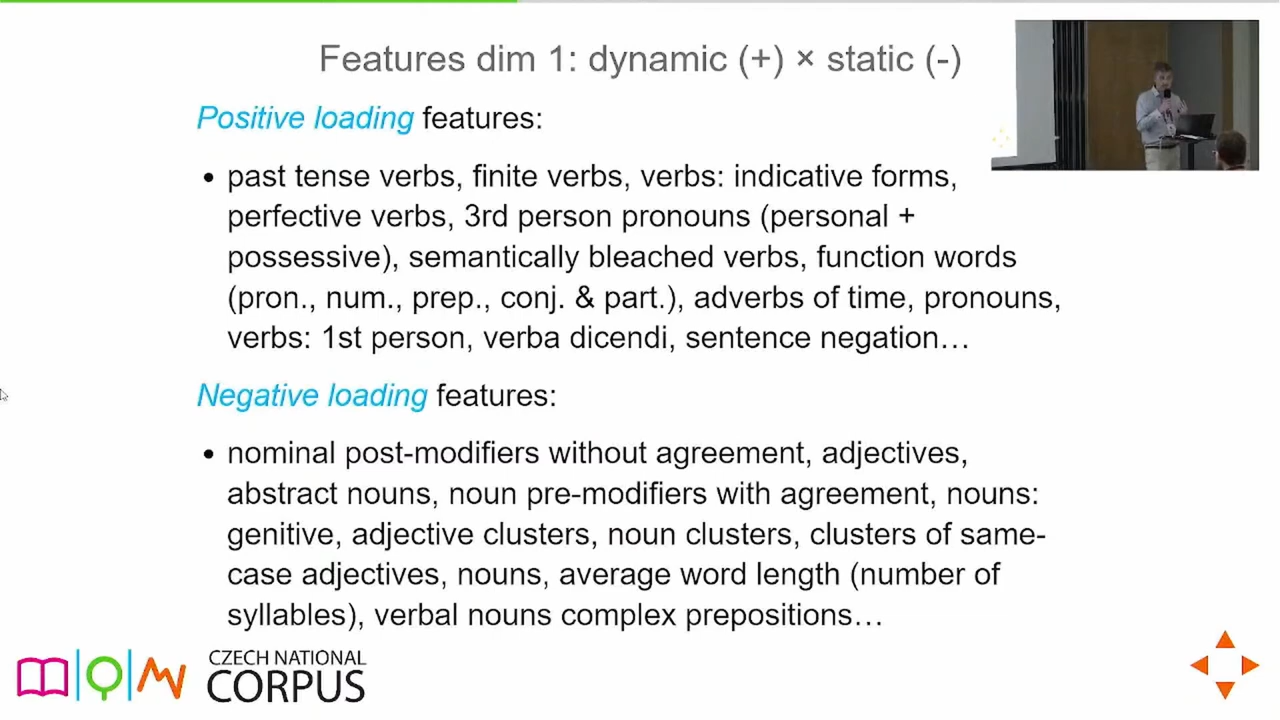 Features dim 1: dynamic (+) × static (-)
Positive loading features:
• past tense verbs, finite verbs, verbs: indicative forms,
perfective verbs, 3rd person pronouns (personal +
possessive), semantically bleached verbs, function words
(pron., num., prep., conj. & part.), adverbs of time, pronouns,
verbs: 1st person, verba dicendi, sentence negation…
Negative loading features:
• nominal post-modifiers without agreement, adjectives,
abstract nouns, noun pre-modifiers with agreement, nouns:
genitive, adjective clusters, noun clusters, clusters of same-
case adjectives, nouns, average word length (number of
syllables), verbal nouns complex prepositions…
CZECH NATIONAL
CORPUS